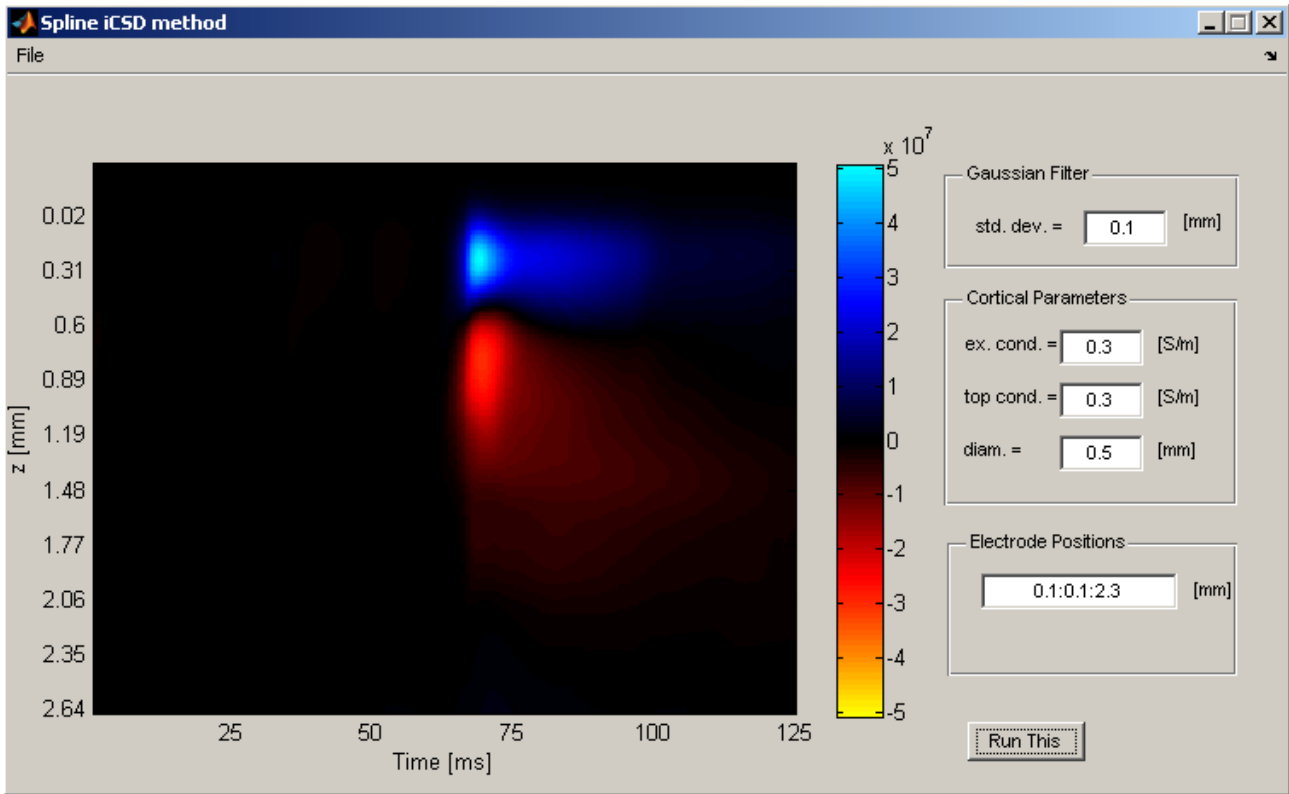 Spline iCSD method
File
x 10^7
5
4
3
2
1
0
-1
-2
-3
-4
-5
z [mm]
0.02
0.31
0.6
0.89
1.19
1.48
1.77
2.06
2.35
2.64
25 50 75 100 125
Time [ms]
Gaussian Filter
std. dev. = 0.1 [mm]
Cortical Parameters
ex. cond. = 0.3 [S/m]
top cond. = 0.3 [S/m]
diam. = 0.5 [mm]
Electrode Positions
0.1:0.1:2.3 [mm]
Run This